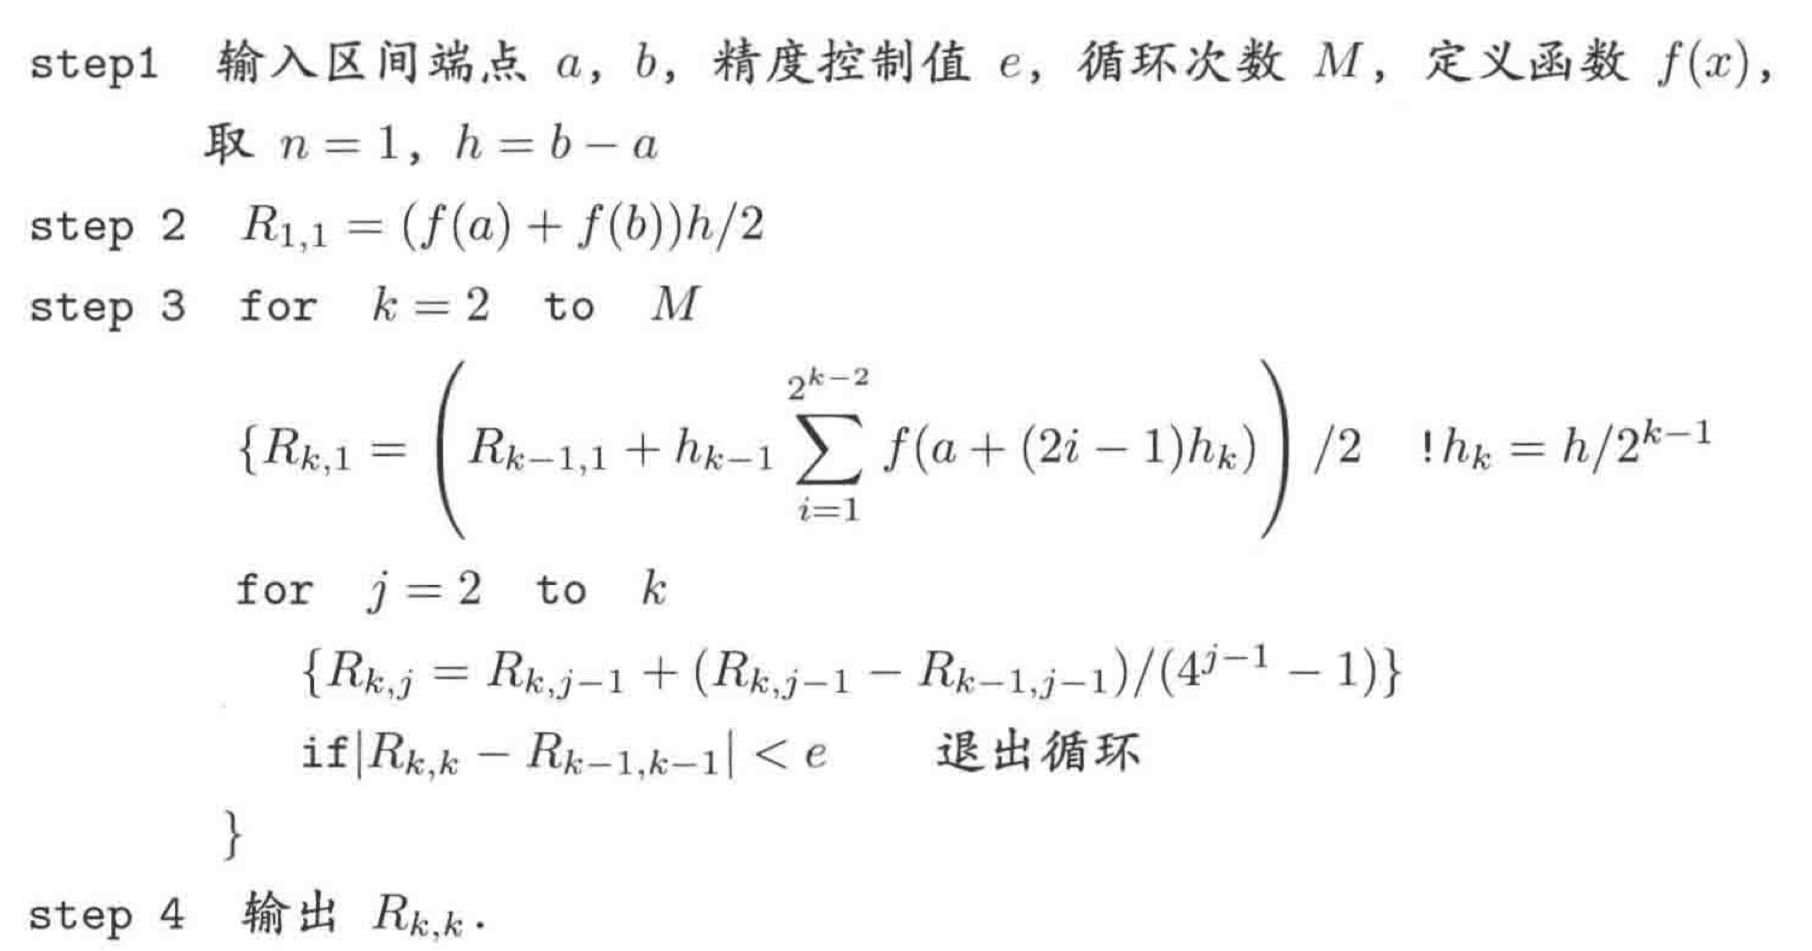 step1 输入区间端点 a, b, 精度控制值 e, 循环次数 M, 定义函数 f(x),
取 n = 1, h = b − a
step 2 R_{1,1} = (f(a) + f(b))h/2
step 3 for k = 2 to M
{R_{k,1} = \left( R_{k-1,1} + h_{k-1} \sum_{i=1}^{2^{k-2}} f(a + (2i − 1)h_k) \right) /2 !h_k = h/2^{k-1}
for j = 2 to k
{R_{k,j} = R_{k,j-1} + (R_{k,j-1} − R_{k-1,j-1})/(4^{j-1} − 1)}
if|R_{k,k} − R_{k-1,k-1}| < e 退出循环
}
step 4 输出 R_{k,k}.